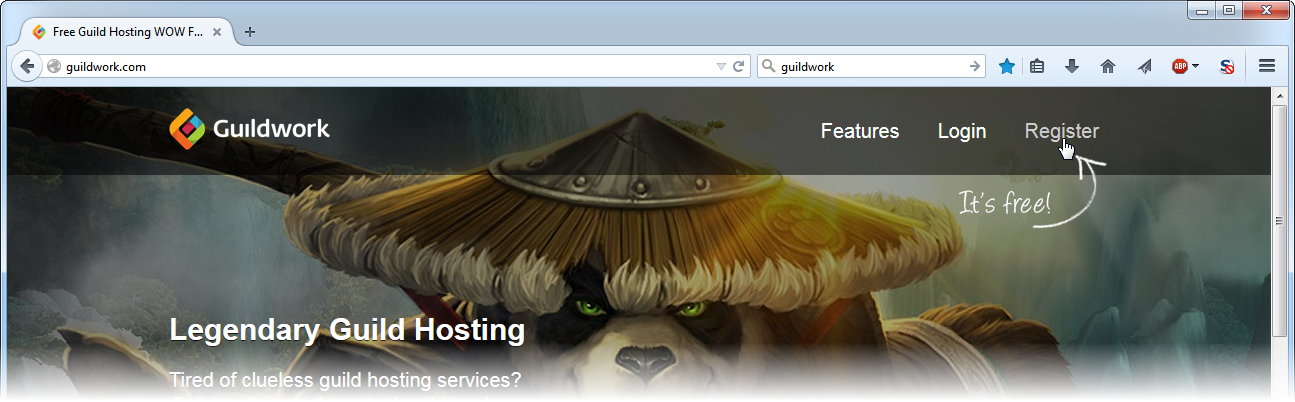 Free Guild Hosting WOW F...
guildwork.com
guildwork
ABP
Guildwork
Features
Login
Register
It's free!
Legendary Guild Hosting
Tired of clueless guild hosting services?